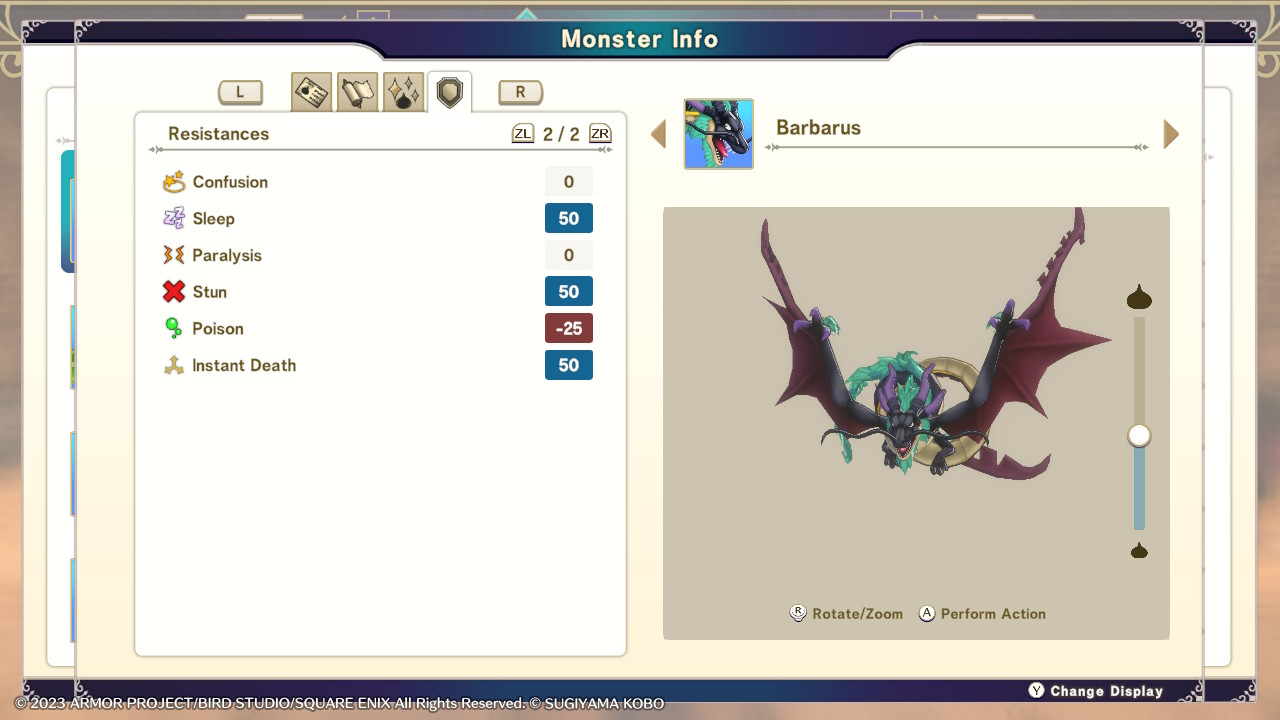 Monster Info
L
R
Resistances
ZL 2 / 2 ZR
Confusion 0
Sleep 50
Paralysis 0
Stun 50
Poison -25
Instant Death 50
Barbarus
R Rotate/Zoom A Perform Action
Y Change Display
© 2023 ARMOR PROJECT/BIRD STUDIO/SQUARE ENIX All Rights Reserved. © SUGIYAMA KOBO